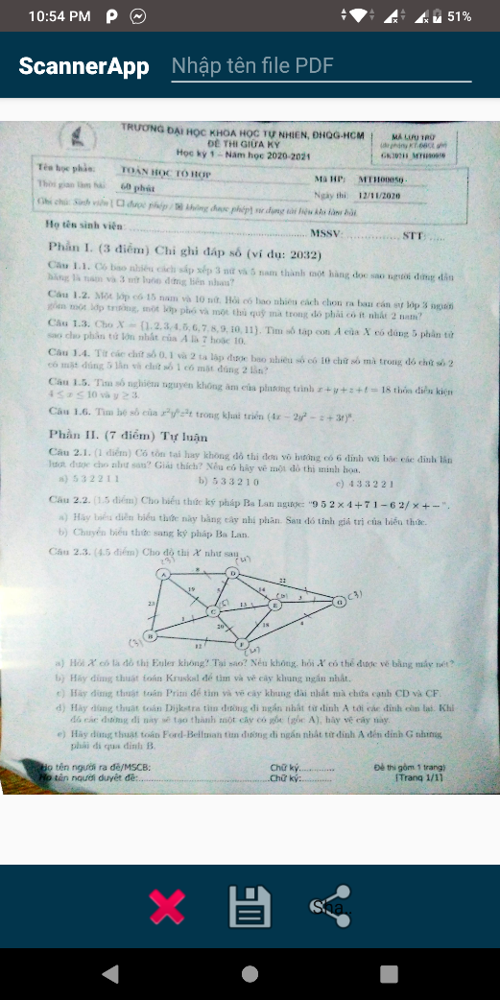 10:54 PM
51%
ScannerApp
Nhập tên file PDF
TRƯỜNG ĐẠI HỌC KHOA HỌC TỰ NHIÊN, ĐHQG-HCM
ĐỀ THI GIỮA KỲ
Học kỳ 1 – Năm học 2020-2021
MÃ LƯU TRỮ
(do phòng KT-ĐBCL ghi)
Tên học phần: TOÁN HỌC TỔ HỢP Mã HP: MTH00050
Thời gian làm bài: 60 phút Ngày thi: 12/11/2020
Ghi chú: Sinh viên [ ☐ được phép / ☒ không được phép] sử dụng tài liệu khi làm bài.
Họ tên sinh viên: MSSV: STT:
Phần I. (3 điểm) Chỉ ghi đáp số (ví dụ: 2032)
Câu 1.1. Có bao nhiêu cách sắp xếp 3 nữ và 5 nam thành một hàng dọc sao người đứng đầu
hàng là nam và 3 nữ luôn đứng liền nhau?
Câu 1.2. Một lớp có 15 nam và 10 nữ. Hỏi có bao nhiêu cách chọn ra ban cán sự lớp 3 người
gồm một lớp trưởng, một lớp phó và một thủ quỹ mà trong đó phải có ít nhất 2 nam?
Câu 1.3. Cho X = {1, 2, 3, 4, 5, 6, 7, 8, 9, 10, 11}. Tìm số tập con A của X có đúng 5 phần tử
sao cho phần tử lớn nhất của A là 7 hoặc 10.
Câu 1.4. Từ các chữ số 0, 1 và 2 ta lập được bao nhiêu số có 10 chữ số mà trong đó chữ số 2
có mặt đúng 5 lần và chữ số 1 có mặt đúng 2 lần?
Câu 1.5. Tìm số nghiệm nguyên không âm của phương trình x + y + z + t = 18 thỏa điều kiện
4 ≤ x ≤ 10 và y ≥ 3.
Câu 1.6. Tìm hệ số của trong khai triển
Phần II. (7 điểm) Tự luận
Câu 2.1. (1 điểm) Có tồn tại hay không đồ thị đơn vô hướng có 6 đỉnh với bậc các đỉnh lần
lượt được cho như sau? Giải thích? Nếu có hãy vẽ một đồ thị minh họa.
a) 5 3 2 2 1 1 b) 5 3 3 2 1 0 c) 4 3 3 2 2 1
Câu 2.2. (1.5 điểm) Cho biểu thức ký pháp Ba Lan ngược: “9 5 2 × 4 + 7 1 − 6 2 / × + −”.
a) Hãy biểu diễn biểu thức này bằng cây nhị phân. Sau đó tính giá trị của biểu thức.
b) Chuyển biểu thức sang ký pháp Ba Lan.
Câu 2.3. (4.5 điểm) Cho đồ thị X như sau
(3) (4)
A 8 D 22
19 5 14 G (3)
23 C 13 E 3
2 20 18 4
(3) B 12 F (4)
a) Hỏi X có là đồ thị Euler không? Tại sao? Nếu không, hỏi X có thể được vẽ bằng mấy nét?
b) Hãy dùng thuật toán Kruskal để tìm và vẽ cây khung ngắn nhất.
c) Hãy dùng thuật toán Prim để tìm và vẽ cây khung dài nhất mà chứa cạnh CD và CF.
d) Hãy dùng thuật toán Dijkstra tìm đường đi ngắn nhất từ đỉnh A tới các đỉnh còn lại. Khi
đó các đường đi này sẽ tạo thành một cây có gốc (gốc A), hãy vẽ cây này.
e) Hãy dùng thuật toán Ford-Bellman tìm đường đi ngắn nhất từ đỉnh A đến đỉnh G nhưng
phải đi qua đỉnh B.
Họ tên người ra đề/MSCB: Chữ ký: Đề thi gồm 1 trang)
Họ tên người duyệt đề: Chữ ký: [Trang 1/1]
Sha..